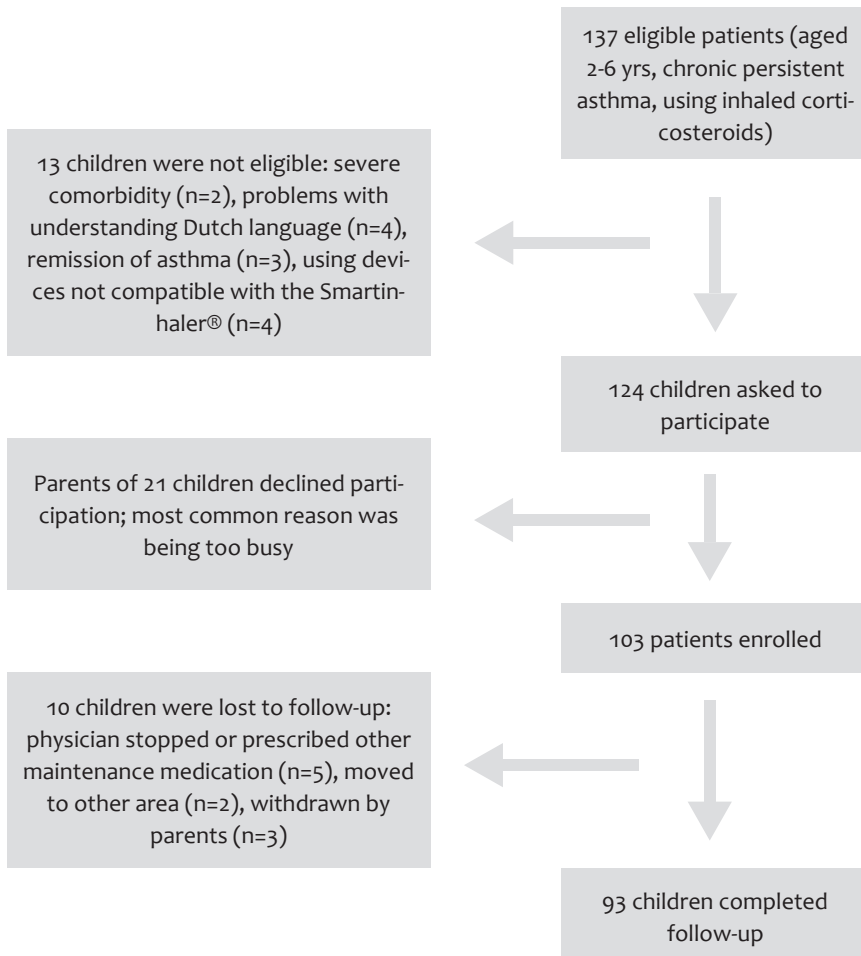 137 eligible patients (aged
2-6 yrs, chronic persistent
asthma, using inhaled corti-
costeroids)
13 children were not eligible: severe
comorbidity (n=2), problems with
understanding Dutch language (n=4),
remission of asthma (n=3), using devi-
ces not compatible with the Smartin-
haler® (n=4)
124 children asked to
participate
Parents of 21 children declined parti-
cipation; most common reason was
being too busy
103 patients enrolled
10 children were lost to follow-up:
physician stopped or prescribed other
maintenance medication (n=5), moved
to other area (n=2), withdrawn by
parents (n=3)
93 children completed
follow-up